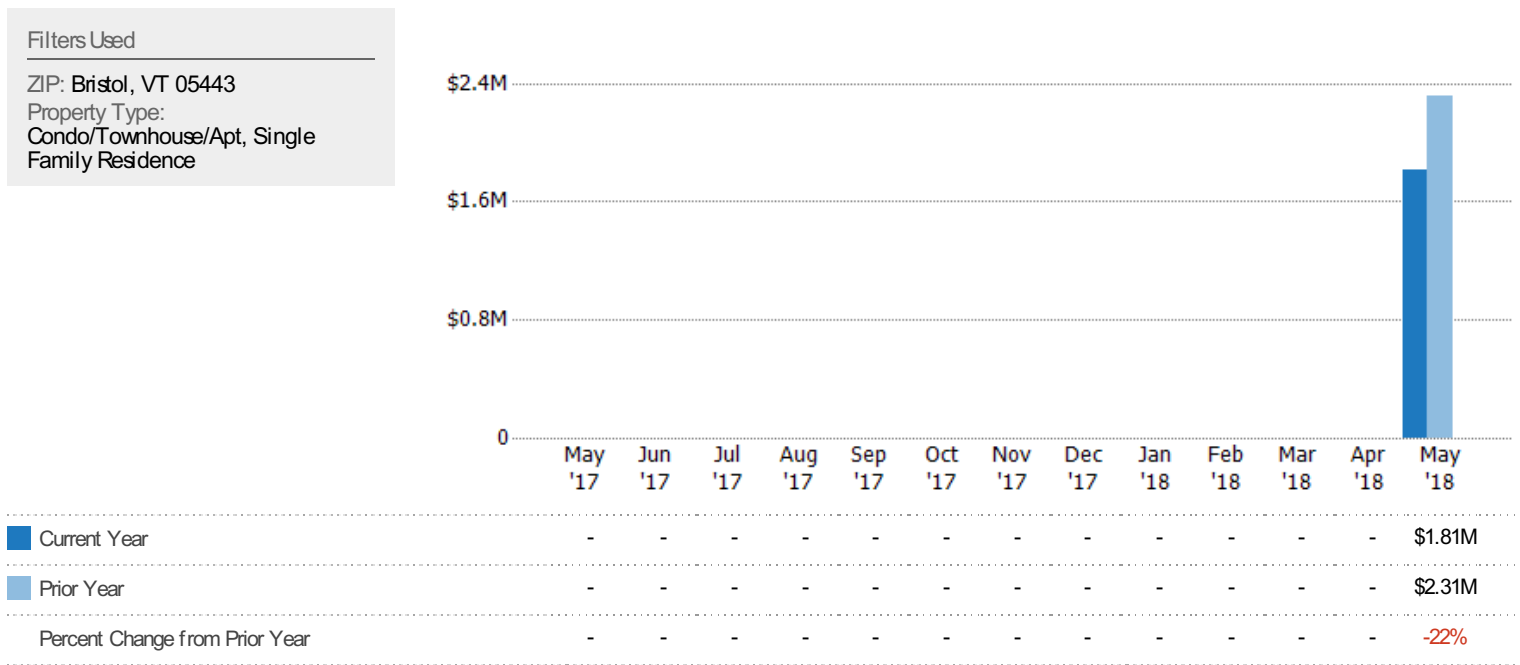 Filters Used
ZIP: Bristol, VT 05443
Property Type:
Condo/Townhouse/Apt, Single
Family Residence
$2.4M
$1.6M
$0.8M
0
May Jun Jul Aug Sep Oct Nov Dec Jan Feb Mar Apr May
'17 '17 '17 '17 '17 '17 '17 '17 '18 '18 '18 '18 '18
Current Year - - - - - - - - - - - - $1.81M
Prior Year - - - - - - - - - - - - $2.31M
Percent Change from Prior Year - - - - - - - - - - - - -22%